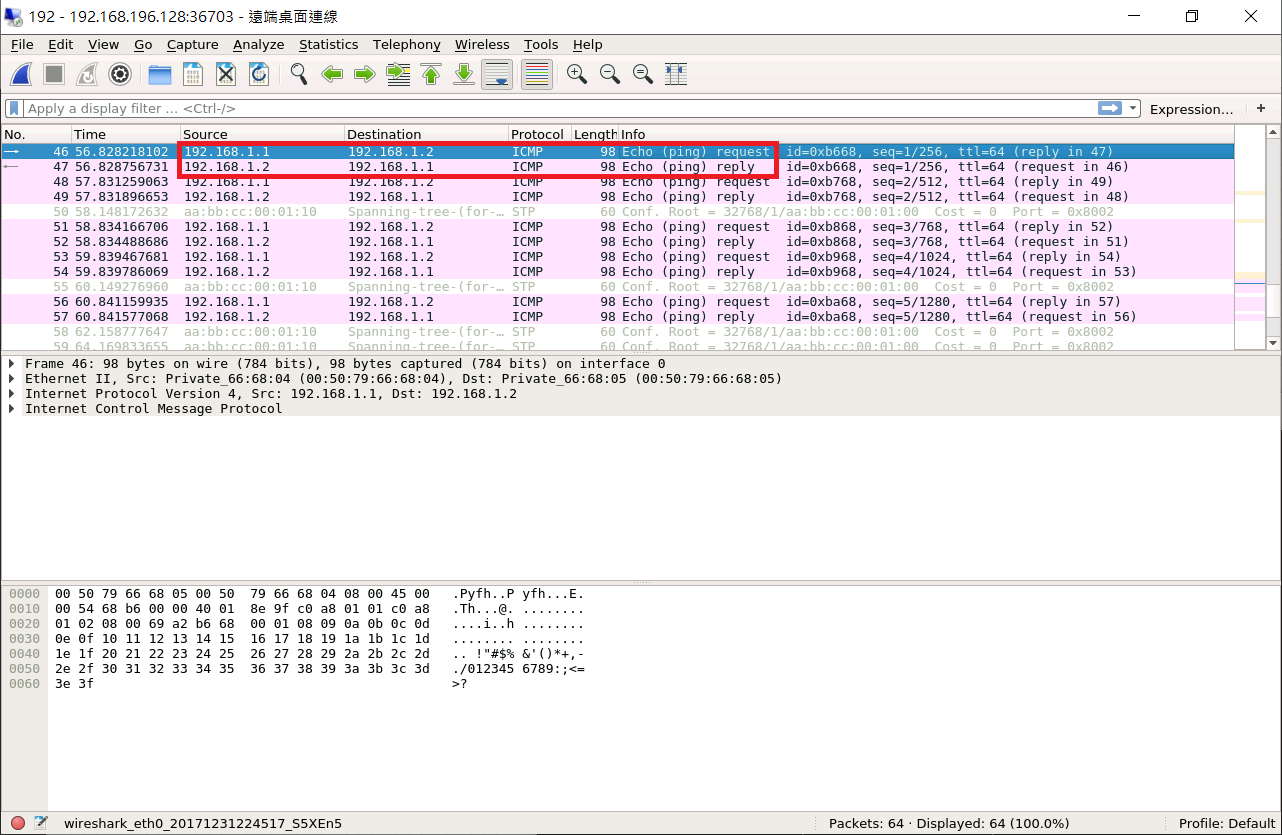 192 - 192.168.196.128:36703 - 遠端桌面連線
File Edit View Go Capture Analyze Statistics Telephony Wireless Tools Help
Apply a display filter ... <Ctrl-/> Expression... +
No. Time Source Destination Protocol Length Info
46 56.828218102 192.168.1.1 192.168.1.2 ICMP 98 Echo (ping) request id=0xb668, seq=1/256, ttl=64 (reply in 47)
47 56.828756731 192.168.1.2 192.168.1.1 ICMP 98 Echo (ping) reply id=0xb668, seq=1/256, ttl=64 (request in 46)
48 57.831259063 192.168.1.1 192.168.1.2 ICMP 98 Echo (ping) request id=0xb768, seq=2/512, ttl=64 (reply in 49)
49 57.831896653 192.168.1.2 192.168.1.1 ICMP 98 Echo (ping) reply id=0xb768, seq=2/512, ttl=64 (request in 48)
50 58.148172632 aa:bb:cc:00:01:10 Spanning-tree-(for-… STP 60 Conf. Root = 32768/1/aa:bb:cc:00:01:00 Cost = 0 Port = 0x8002
51 58.834166706 192.168.1.1 192.168.1.2 ICMP 98 Echo (ping) request id=0xb868, seq=3/768, ttl=64 (reply in 52)
52 58.834488686 192.168.1.2 192.168.1.1 ICMP 98 Echo (ping) reply id=0xb868, seq=3/768, ttl=64 (request in 51)
53 59.839467681 192.168.1.1 192.168.1.2 ICMP 98 Echo (ping) request id=0xb968, seq=4/1024, ttl=64 (reply in 54)
54 59.839786069 192.168.1.2 192.168.1.1 ICMP 98 Echo (ping) reply id=0xb968, seq=4/1024, ttl=64 (request in 53)
55 60.149276960 aa:bb:cc:00:01:10 Spanning-tree-(for-… STP 60 Conf. Root = 32768/1/aa:bb:cc:00:01:00 Cost = 0 Port = 0x8002
56 60.841159935 192.168.1.1 192.168.1.2 ICMP 98 Echo (ping) request id=0xba68, seq=5/1280, ttl=64 (reply in 57)
57 60.841577068 192.168.1.2 192.168.1.1 ICMP 98 Echo (ping) reply id=0xba68, seq=5/1280, ttl=64 (request in 56)
58 62.158777647 aa:bb:cc:00:01:10 Spanning-tree-(for-… STP 60 Conf. Root = 32768/1/aa:bb:cc:00:01:00 Cost = 0 Port = 0x8002
59 64.169833655 aa:bb:cc:00:01:10 Spanning-tree-(for-… STP 60 Conf. Root = 32768/1/aa:bb:cc:00:01:00 Cost = 0 Port = 0x8002
Frame 46: 98 bytes on wire (784 bits), 98 bytes captured (784 bits) on interface 0
Ethernet II, Src: Private_66:68:04 (00:50:79:66:68:04), Dst: Private_66:68:05 (00:50:79:66:68:05)
Internet Protocol Version 4, Src: 192.168.1.1, Dst: 192.168.1.2
Internet Control Message Protocol
0000 00 50 79 66 68 05 00 50 79 66 68 04 08 00 45 00 .Pyfh..P yfh...E.
0010 00 54 68 b6 00 00 40 01 8e 9f c0 a8 01 01 c0 a8 .Th...@. ........
0020 01 02 08 00 69 a2 b6 68 00 01 08 09 0a 0b 0c 0d ....i..h ........
0030 0e 0f 10 11 12 13 14 15 16 17 18 19 1a 1b 1c 1d ........ ........
0040 1e 1f 20 21 22 23 24 25 26 27 28 29 2a 2b 2c 2d .. !"#$% &'()*+,-
0050 2e 2f 30 31 32 33 34 35 36 37 38 39 3a 3b 3c 3d ./012345 6789:;<=
0060 3e 3f >?
wireshark_eth0_20171231224517_S5XEn5 Packets: 64 · Displayed: 64 (100.0%) Profile: Default